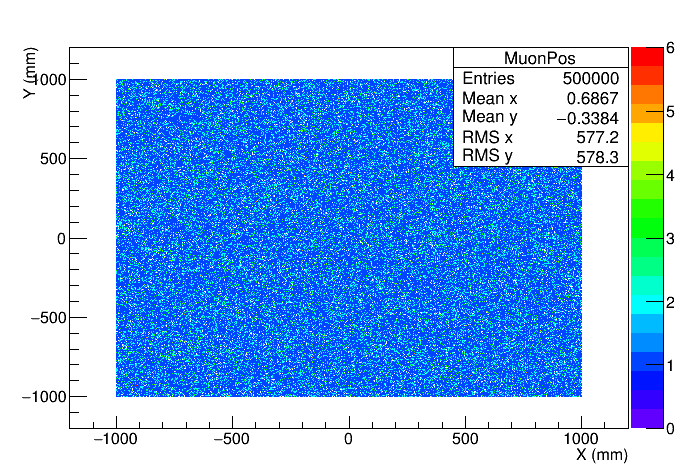 MuonPos
Entries 500000
Mean x 0.6867
Mean y −0.3384
RMS x 577.2
RMS y 578.3
Y (mm)
1000
500
0
−500
−1000
−1000 −500 0 500 1000
X (mm)
6
5
4
3
2
1
0